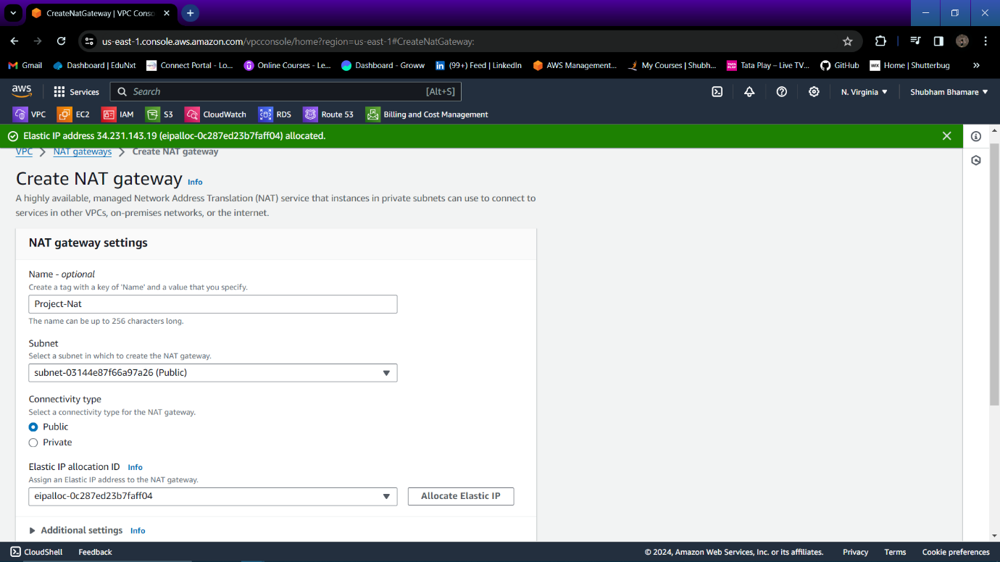 CreateNatGateway | VPC Conso
us-east-1.console.aws.amazon.com/vpcconsole/home?region=us-east-1#CreateNatGateway:
Gmail Dashboard | EduNxt Connect Portal - Lo... Online Courses - Le... Dashboard - Groww (99+) Feed | LinkedIn AWS Management... My Courses | Shubh... Tata Play – Live TV... GitHub Home | Shutterbug »
aws Services Search [Alt+S] N. Virginia Shubham Bhamare
VPC EC2 IAM S3 CloudWatch RDS Route 53 Billing and Cost Management
Elastic IP address 34.231.143.19 (eipalloc-0c287ed23b7faff04) allocated.
VPC > NAT gateways > Create NAT gateway
Create NAT gateway Info
A highly available, managed Network Address Translation (NAT) service that instances in private subnets can use to connect to
services in other VPCs, on-premises networks, or the internet.
NAT gateway settings
Name - optional
Create a tag with a key of 'Name' and a value that you specify.
Project-Nat
The name can be up to 256 characters long.
Subnet
Select a subnet in which to create the NAT gateway.
subnet-03144e87f66a97a26 (Public)
Connectivity type
Select a connectivity type for the NAT gateway.
Public
Private
Elastic IP allocation ID Info
Assign an Elastic IP address to the NAT gateway.
eipalloc-0c287ed23b7faff04 Allocate Elastic IP
Additional settings Info
CloudShell Feedback © 2024, Amazon Web Services, Inc. or its affiliates. Privacy Terms Cookie preferences